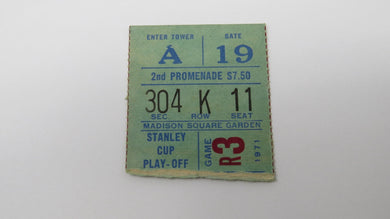 ENTER TOWER GATE
A 19
2nd PROMENADE $7.50
304 K 11
SEC ROW SEAT
MADISON SQUARE GARDEN
STANLEY
CUP
PLAY-OFF
GAME
R3
1971